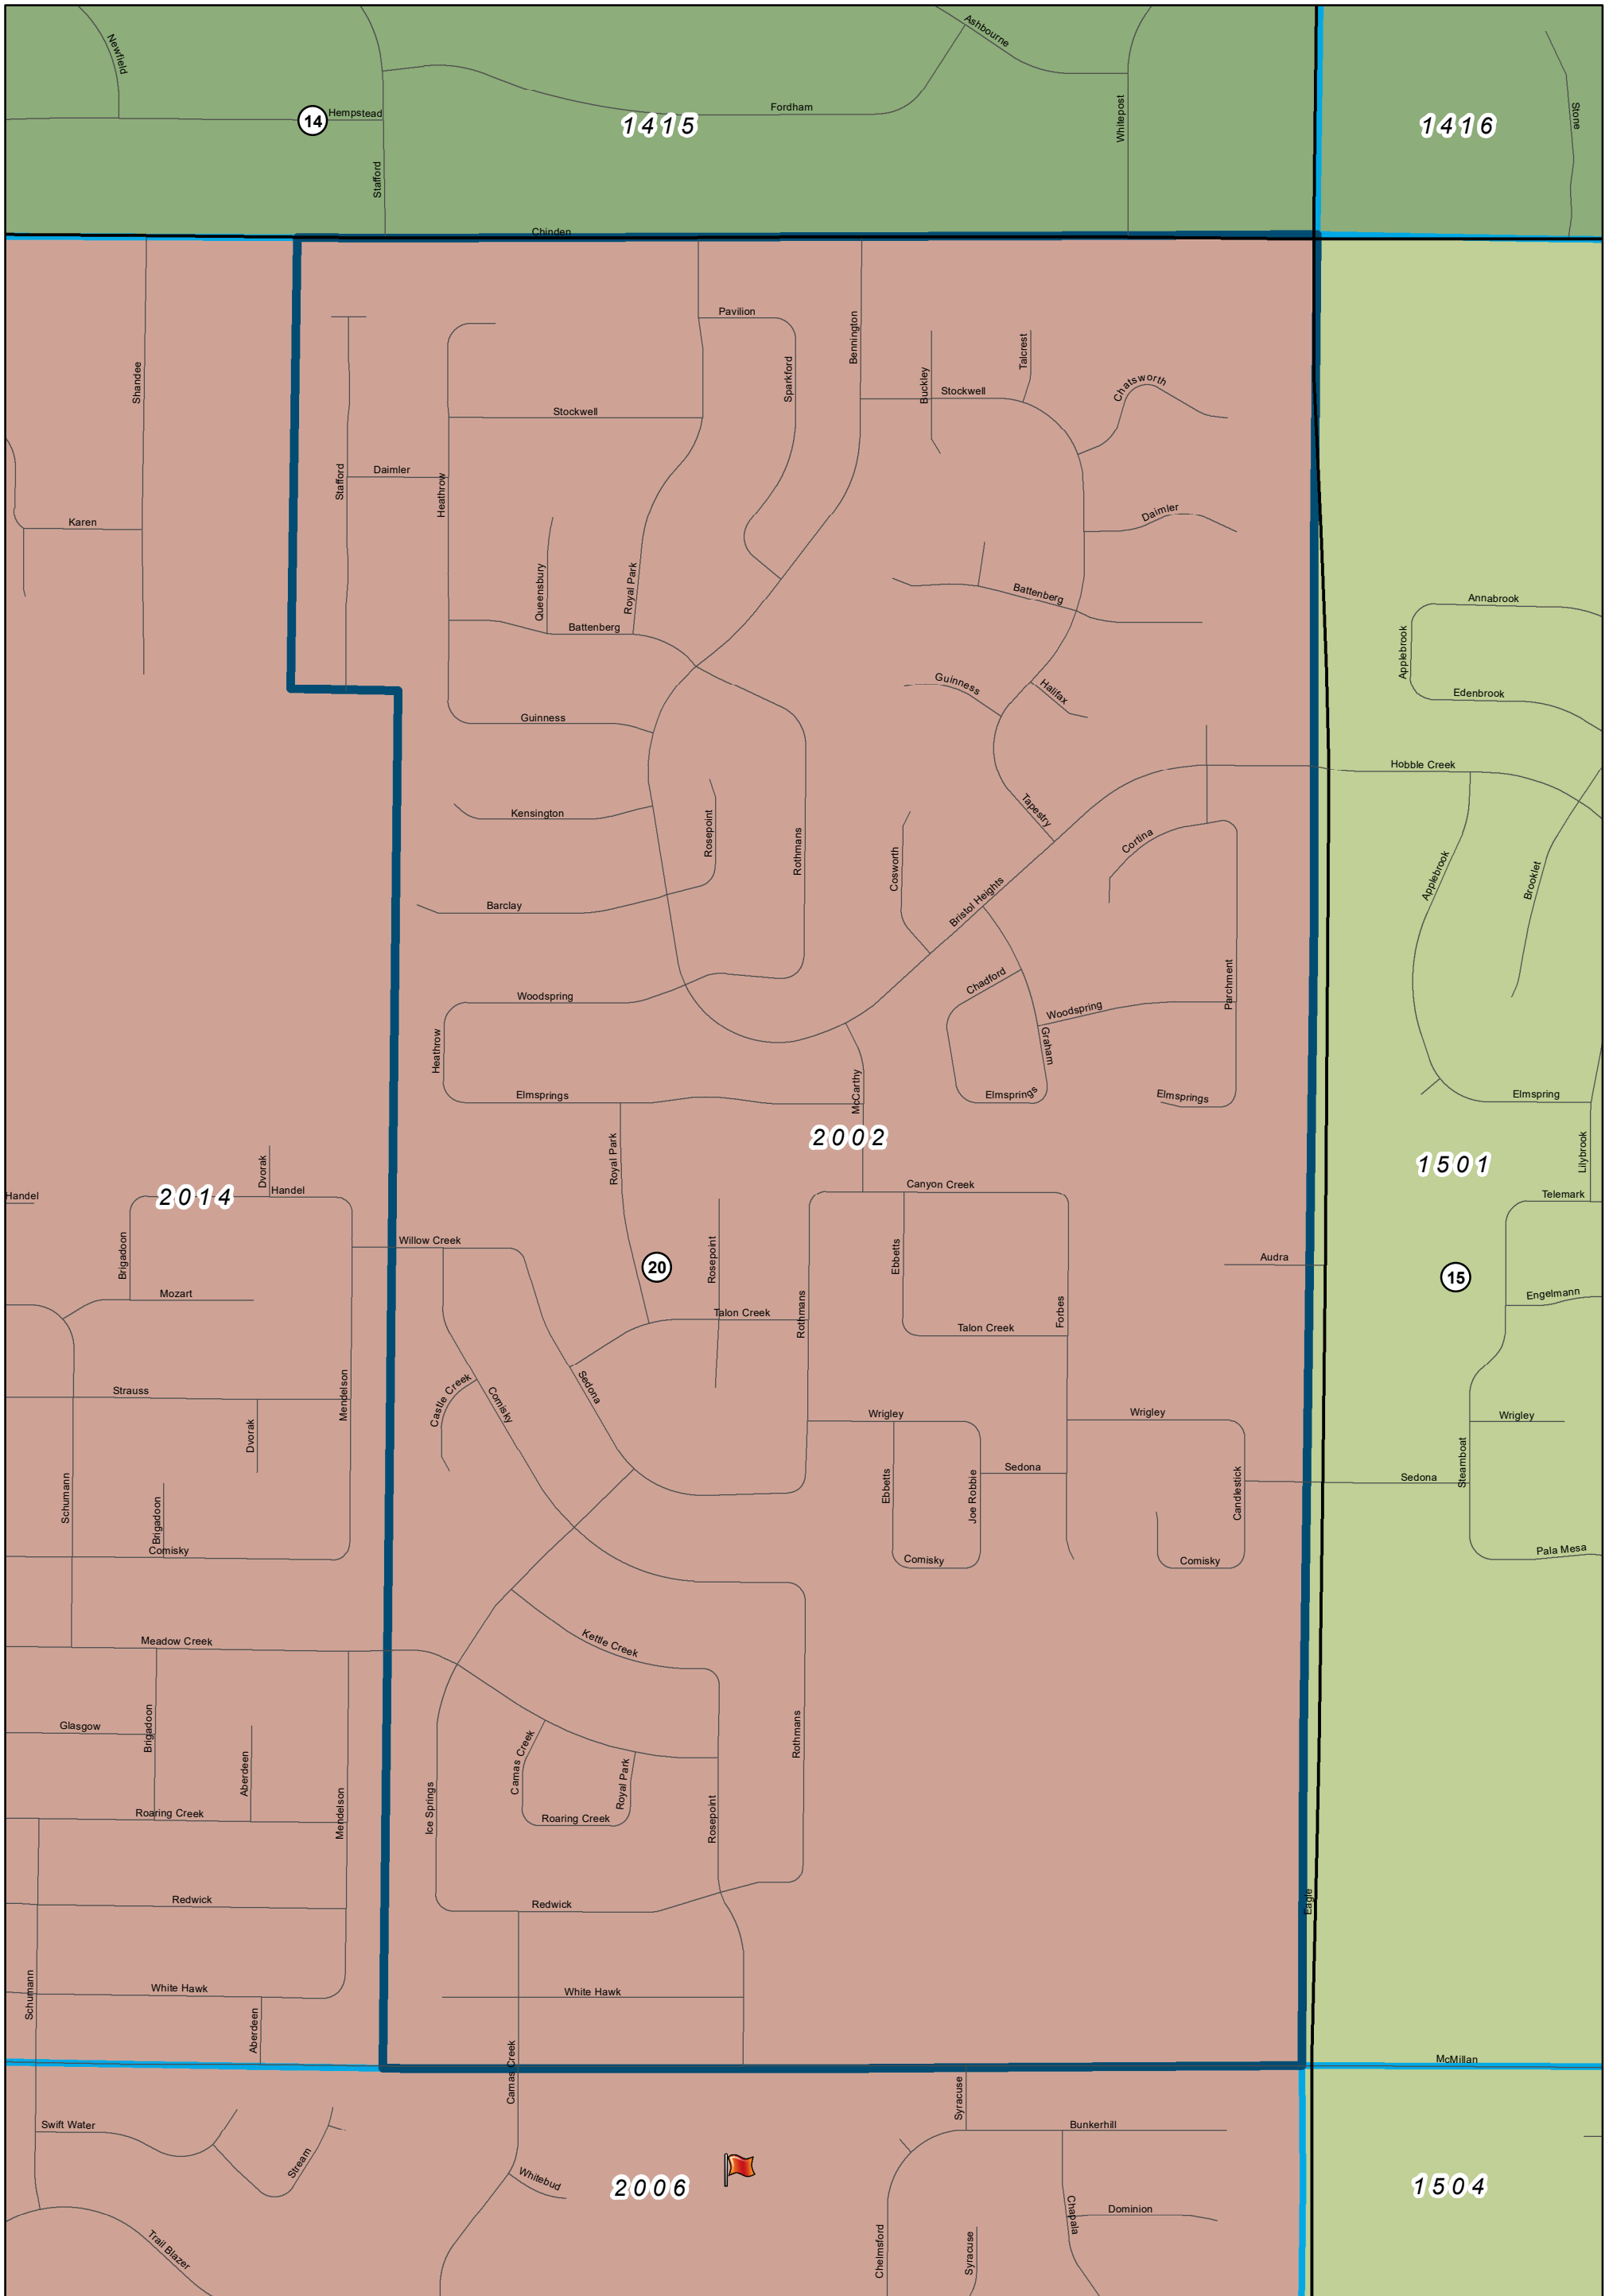 Newfield
Ashbourne
14
Hempstead
1415
Fordham
Whitepost
1416
Stone
Stafford
Chinden
Shandee
Pavilion
Bennington
Sparkford
Buckley
Talcrest
Stockwell
Chatsworth
Stockwell
Stafford
Daimler
Heathrow
Karen
Daimler
Queensbury
Royal Park
Battenberg
Battenberg
Annabrook
Applebrook
Edenbrook
Guinness
Halifax
Guinness
Hobble Creek
Kensington
Rosepoint
Rothmans
Tapestry
Cortina
Cosworth
Applebrook
Brooklet
Barclay
Bristol Heights
Chadford
Parchment
Woodspring
Woodspring
Heathrow
Graham
McCarthy
Elmsprings
Elmsprings
Elmsprings
Elmspring
2002
1501
Royal Park
Lilybrook
Dvorak
Handel
2014
Handel
Canyon Creek
Telemark
Brigadoon
Willow Creek
20
Rosepoint
Ebbetts
Audra
15
Mozart
Engelmann
Talon Creek
Rothmans
Forbes
Talon Creek
Strauss
Mendelson
Castle Creek
Comisky
Sedona
Dvorak
Wrigley
Wrigley
Wrigley
Schumann
Brigadoon
Ebbetts
Joe Robbie
Sedona
Candlestick
Sedona
Steamboat
Comisky
Comisky
Comisky
Pala Mesa
Meadow Creek
Kettle Creek
Glasgow
Brigadoon
Aberdeen
Camas Creek
Royal Park
Rothmans
Roaring Creek
Mendelson
Ice Springs
Roaring Creek
Rosepoint
Redwick
Redwick
Eagle
Schumann
White Hawk
White Hawk
Aberdeen
Camas Creek
McMillan
Syracuse
Swift Water
Bunkerhill
Stream
Whitebud
2006
1504
Chapala
Dominion
Trail Blazer
Chelmsford
Syracuse